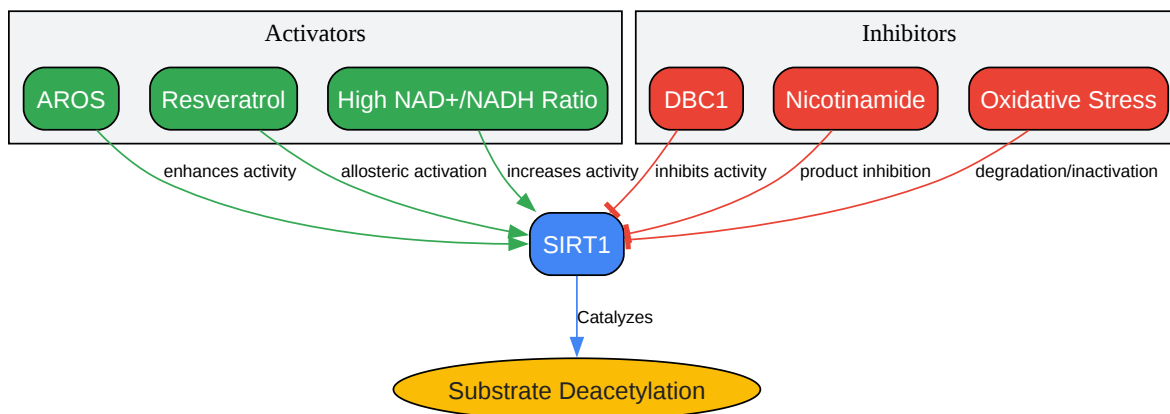 Activators
Inhibitors
AROS
Resveratrol
High NAD+/NADH Ratio
DBC1
Nicotinamide
Oxidative Stress
enhances activity
allosteric activation
increases activity
inhibits activity
product inhibition
degradation/inactivation
SIRT1
Catalyzes
Substrate Deacetylation